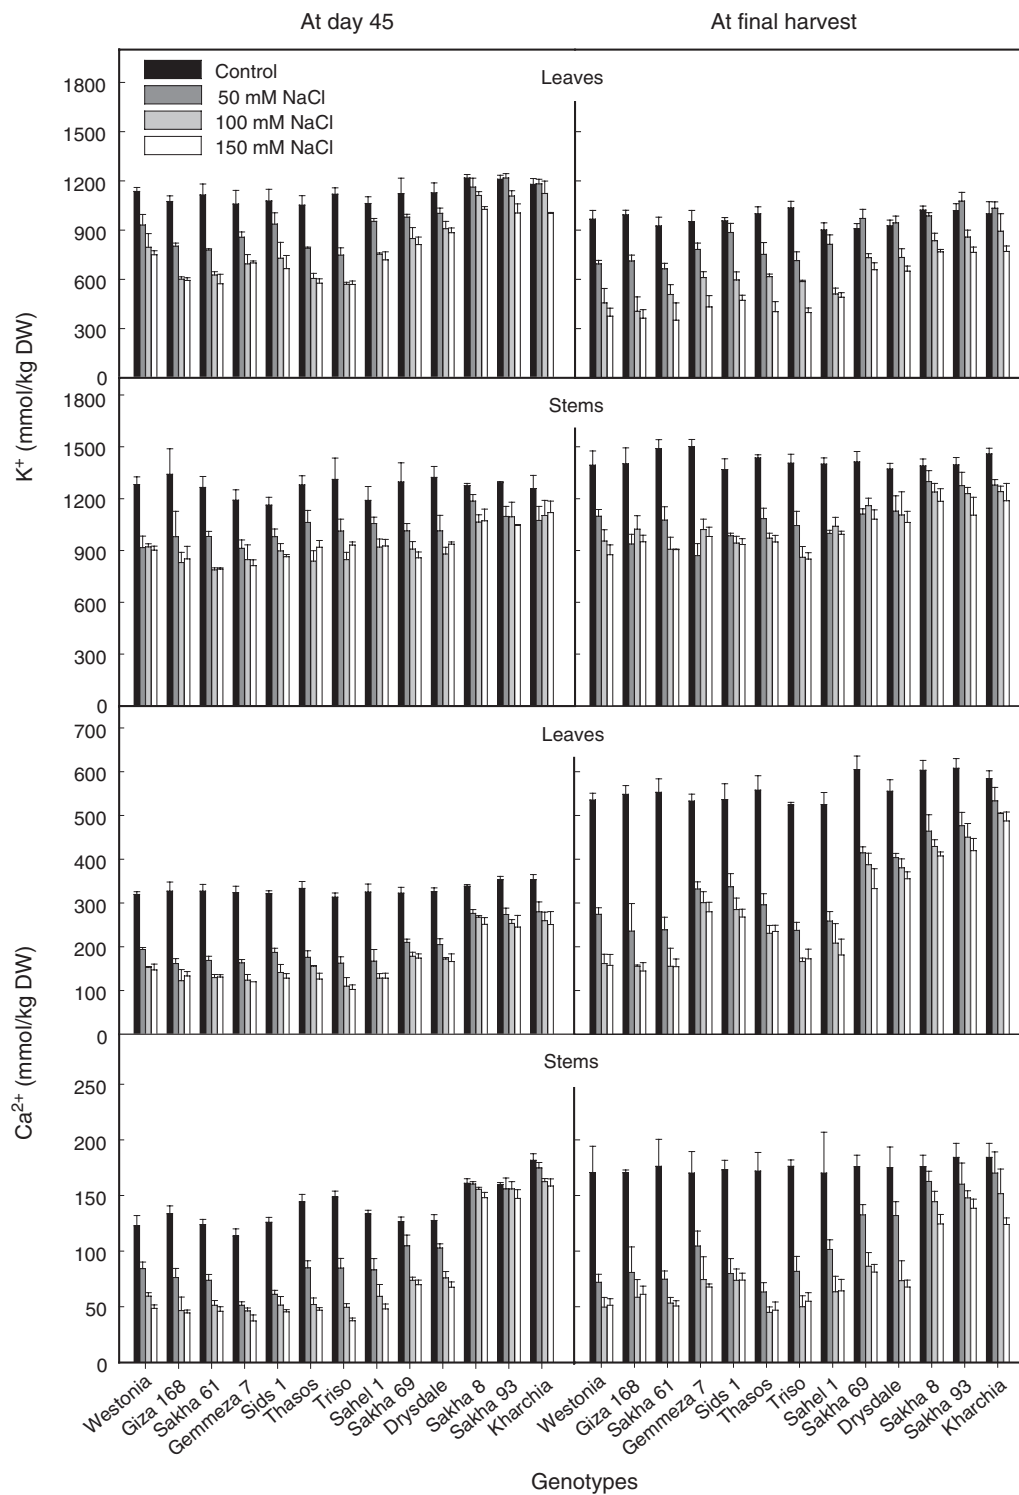 At day 45 At final harvest
Control
50 mM NaCl
100 mM NaCl
150 mM NaCl
Leaves
1800
1500
1200
900
600
300
0
Stems
1800
1500
1200
900
600
300
0
K+ (mmol/kg DW)
Leaves
700
600
500
400
300
200
100
0
Stems
250
200
150
100
50
0
Ca2+ (mmol/kg DW)
Westonia
Giza 168
Sakha 61
Gemmeza 7
Sids 1
Thasos
Triso
Sahel 1
Sakha 69
Drysdale
Sakha 8
Sakha 93
Kharchia
Westonia
Giza 168
Sakha 61
Gemmeza 7
Sids 1
Thasos
Triso
Sahel 1
Sakha 69
Drysdale
Sakha 8
Sakha 93
Kharchia
Genotypes